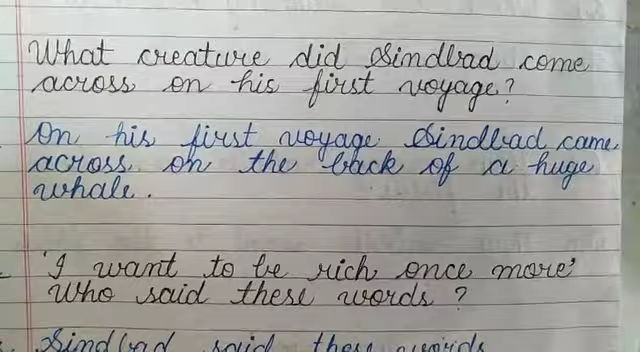 What creature did Sindbad come
across on his first voyage?
On his first voyage Sindbad came
across on the back of a huge
whale.
'I want to be rich once more'
Who said these words ?
Sindbad said these words